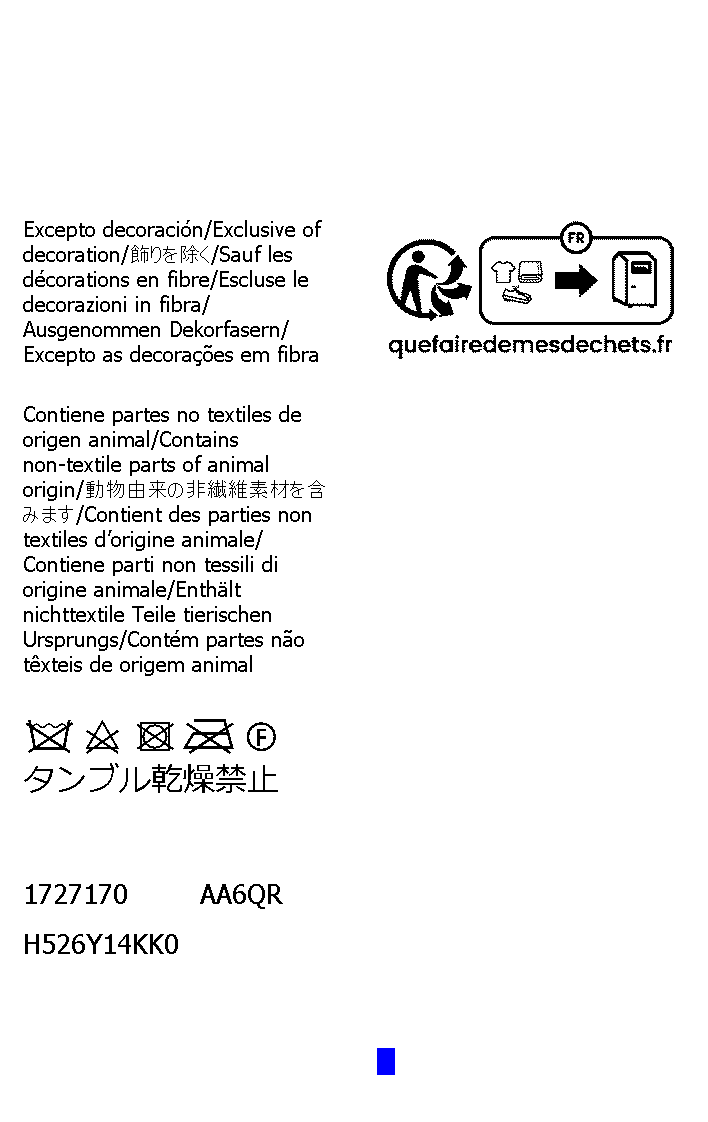 Excepto decoración/Exclusive of
decoration/飾りを除く/Sauf les
décorations en fibre/Escluse le
decorazioni in fibra/
Ausgenommen Dekorfasern/
Excepto as decorações em fibra
Contiene partes no textiles de
origen animal/Contains
non-textile parts of animal
origin/動物由来の非繊維素材を含
みます/Contient des parties non
textiles d’origine animale/
Contiene parti non tessili di
origine animale/Enthält
nichttextile Teile tierischen
Ursprungs/Contém partes não
têxteis de origem animal
F
タンブル乾燥禁止
1727170 AA6QR
H526Y14KK0
FR
quefairedemesdechets.fr